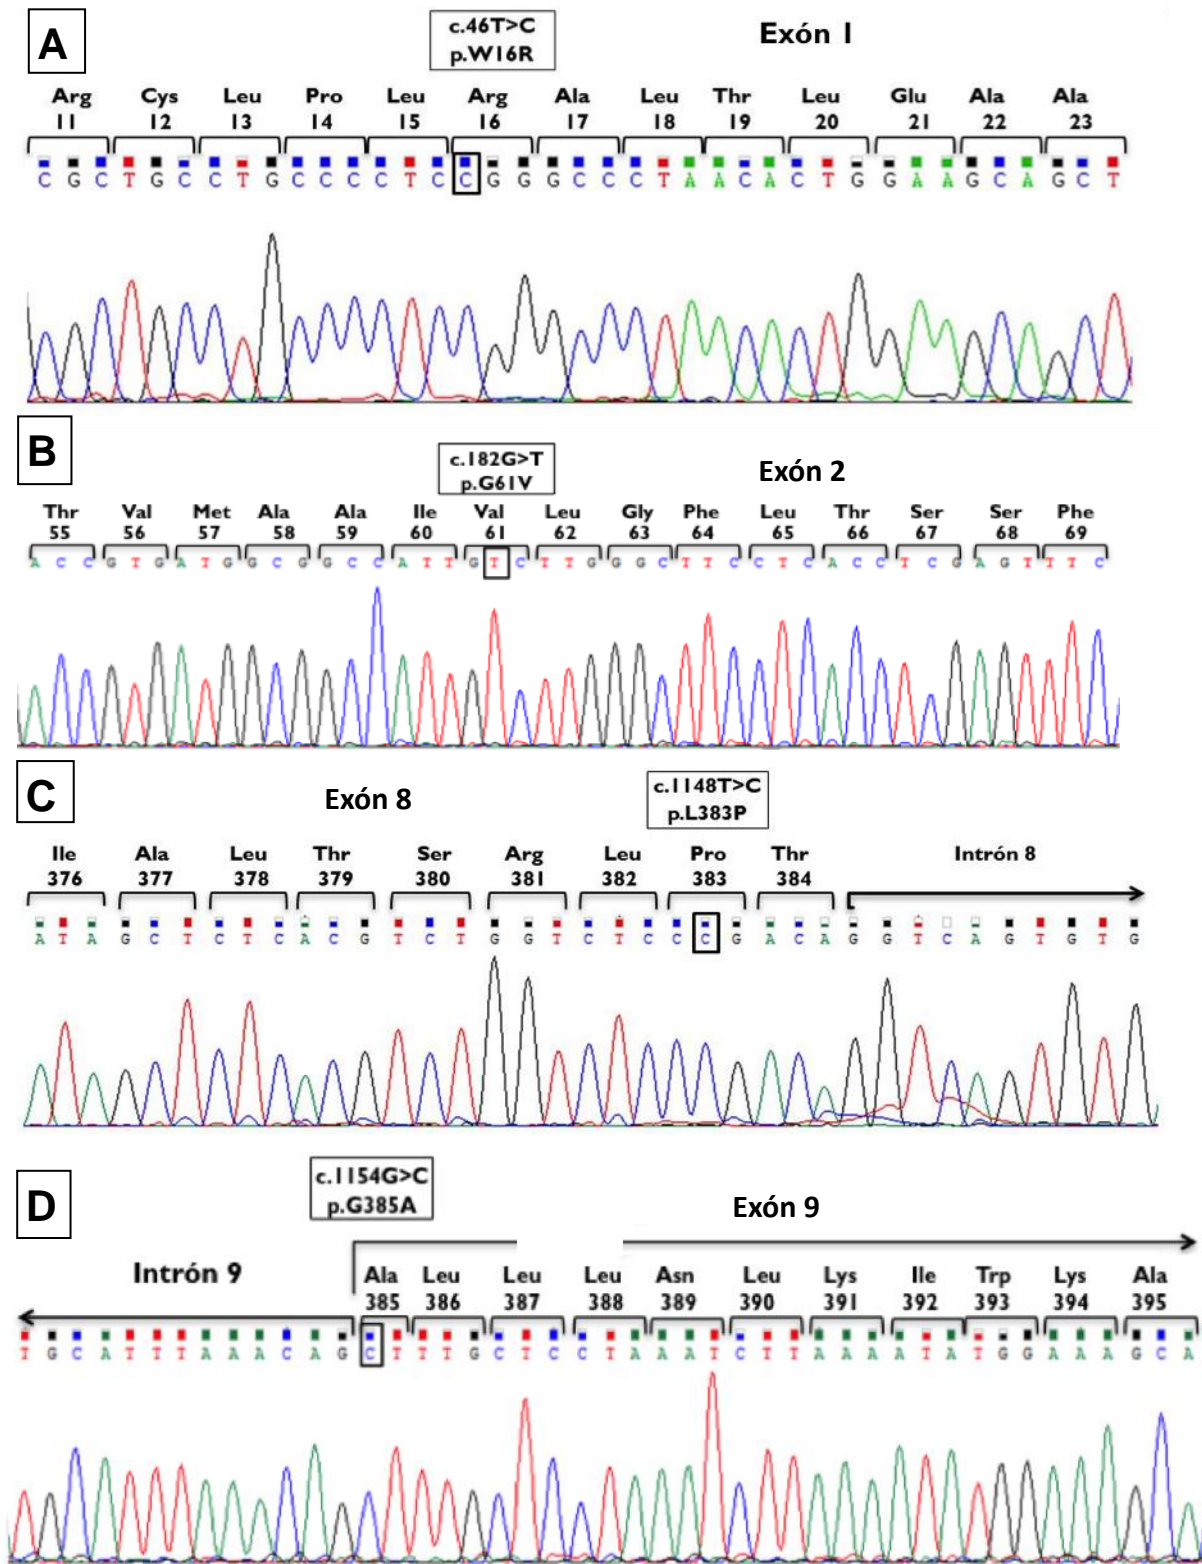 A
c.46T>C
p.W16R
Exón 1
Arg Cys Leu Pro Leu Arg Ala Leu Thr Leu Glu Ala Ala
11 12 13 14 15 16 17 18 19 20 21 22 23
C G C T G C C T G C C C C T C C G G G C C C T A A C A C T G G A A G C A G C T
B
c.182G>T
p.G61V
Exón 2
Thr Val Met Ala Ala Ile Val Leu Gly Phe Leu Thr Ser Ser Phe
55 56 57 58 59 60 61 62 63 64 65 66 67 68 69
A C C G T G A T G G C G G C C A T T G T C T T G G G C T T C C T C A C C T C G A G T T T C
C
Exón 8
c.1148T>C
p.L383P
Ile Ala Leu Thr Ser Arg Leu Pro Thr Intrón 8
376 377 378 379 380 381 382 383 384
A T A G C T C T C A C G T C T G G T C T C C C G A C A G G T C A G T G T G
D
c.1154G>C
p.G385A
Exón 9
Intrón 9
Ala Leu Leu Leu Asn Leu Lys Ile Trp Lys Ala
385 386 387 388 389 390 391 392 393 394 395
T G C A T T T A A A C A G C T T T G C T C C T A A A T C T T A A A A T A T G G A A A G C A